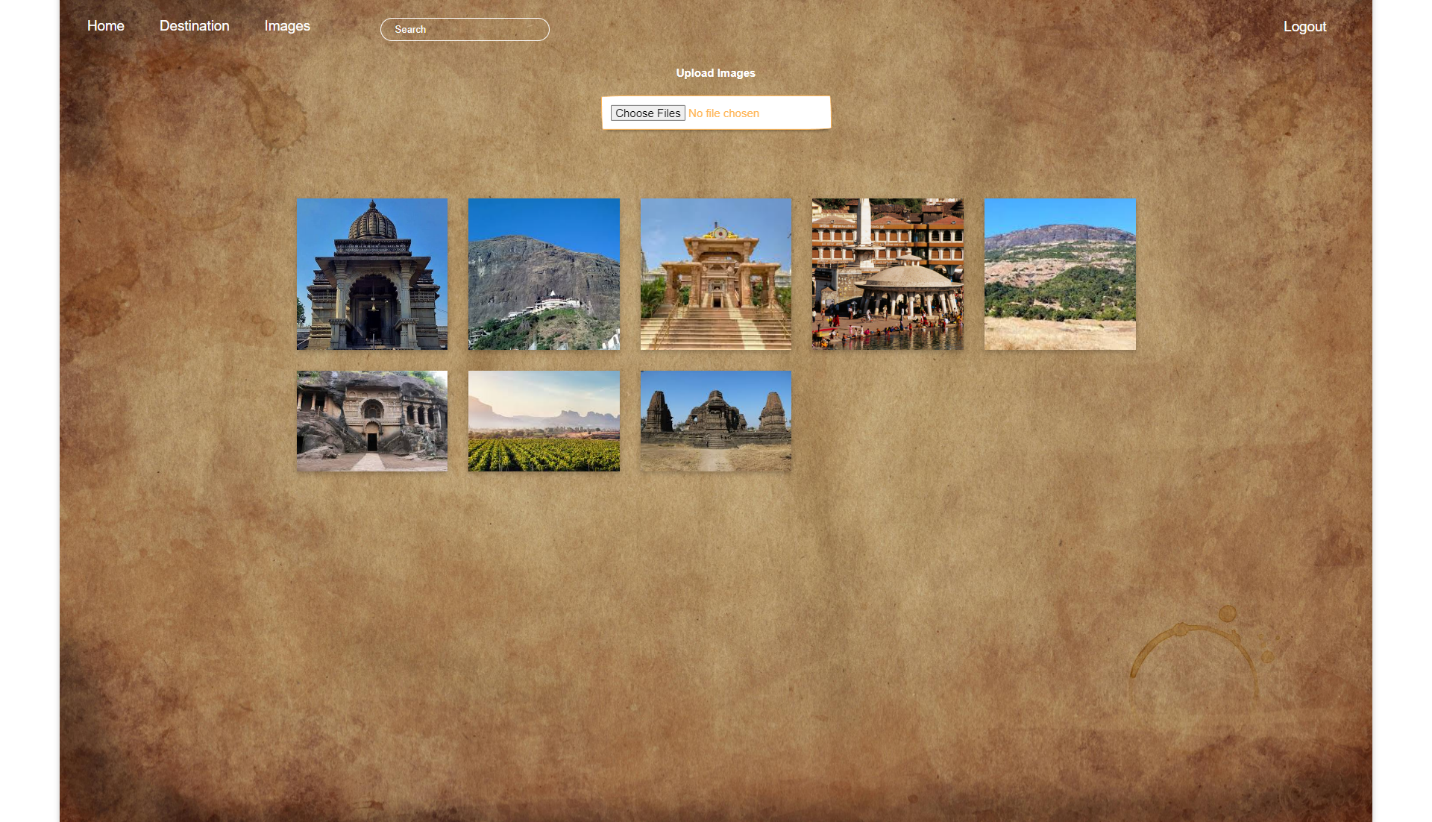 Home Destination Images Search Logout
Upload Images
Choose Files No file chosen